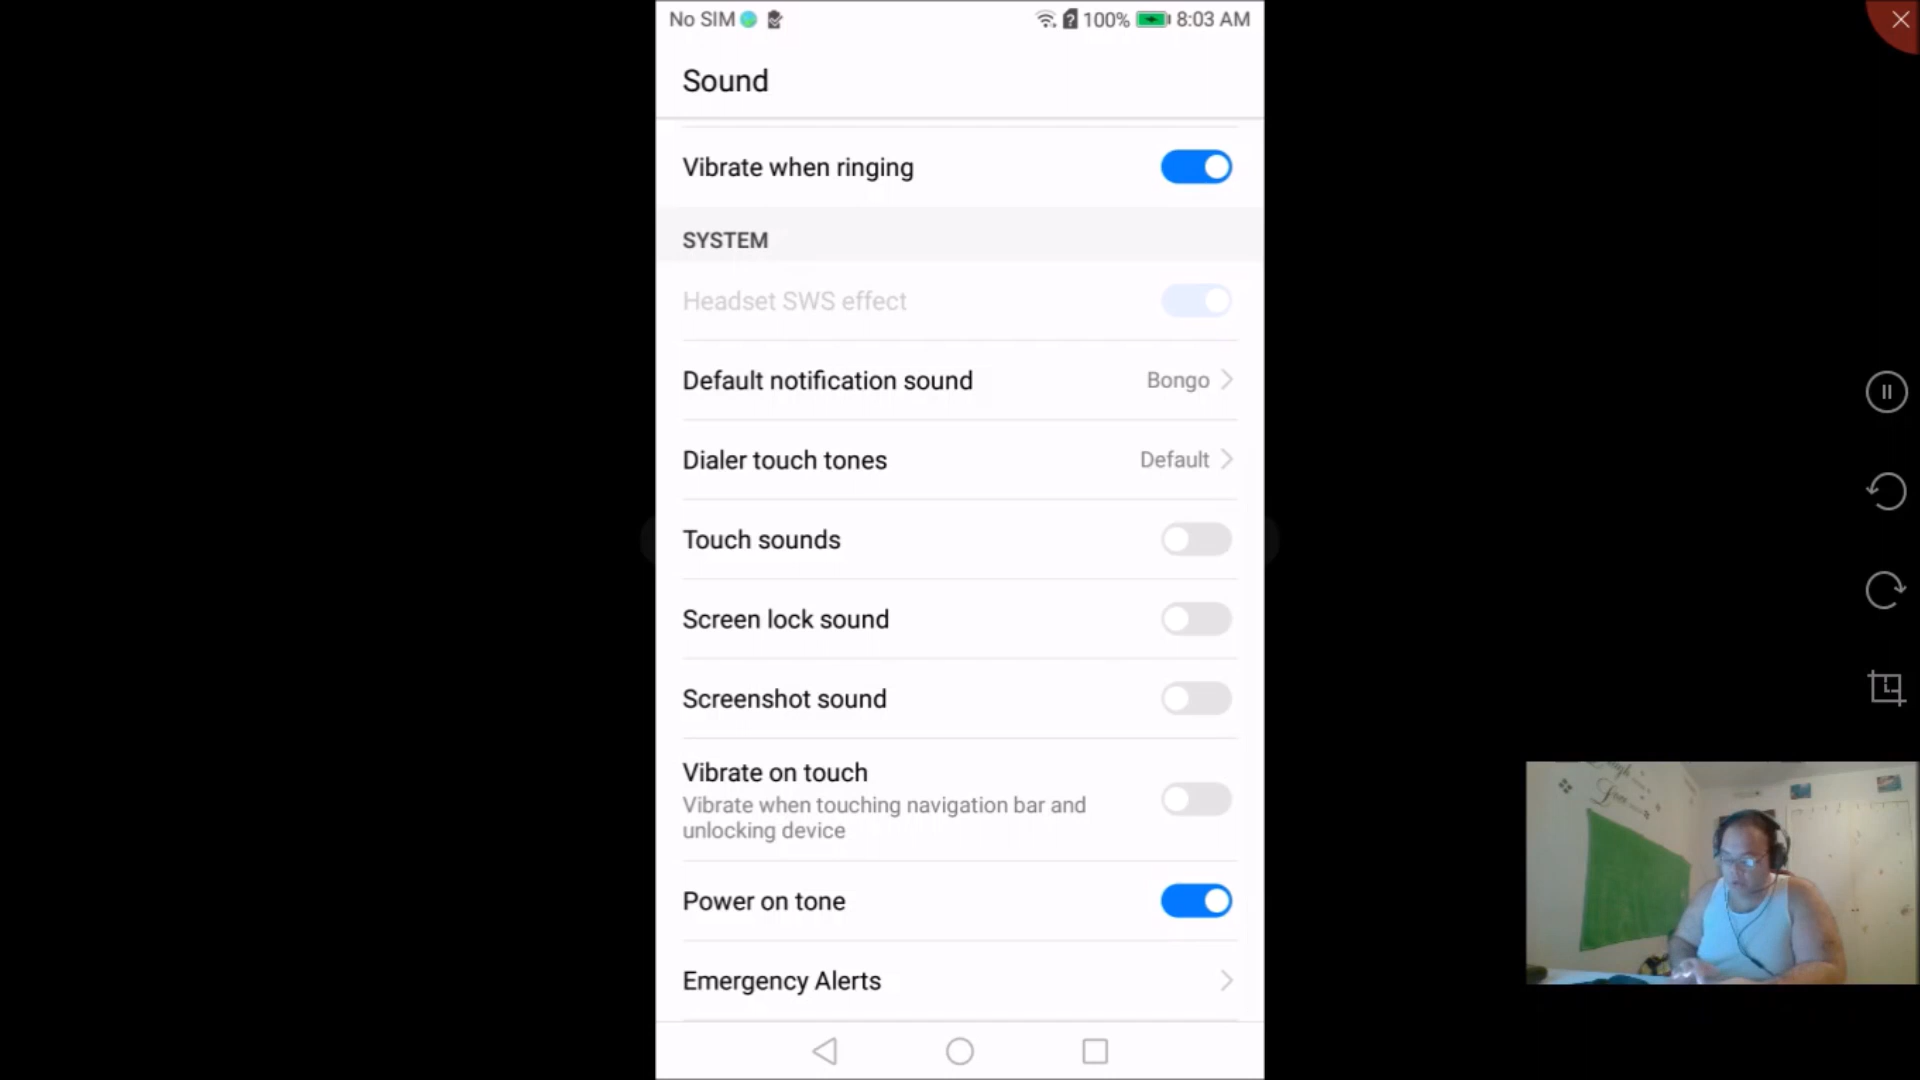 No SIM 100% 8:03 AM
Sound
Vibrate when ringing
SYSTEM
Headset SWS effect
Default notification sound Bongo
Dialer touch tones Default
Touch sounds
Screen lock sound
Screenshot sound
Vibrate on touch
Vibrate when touching navigation bar and
unlocking device
Power on tone
Emergency Alerts